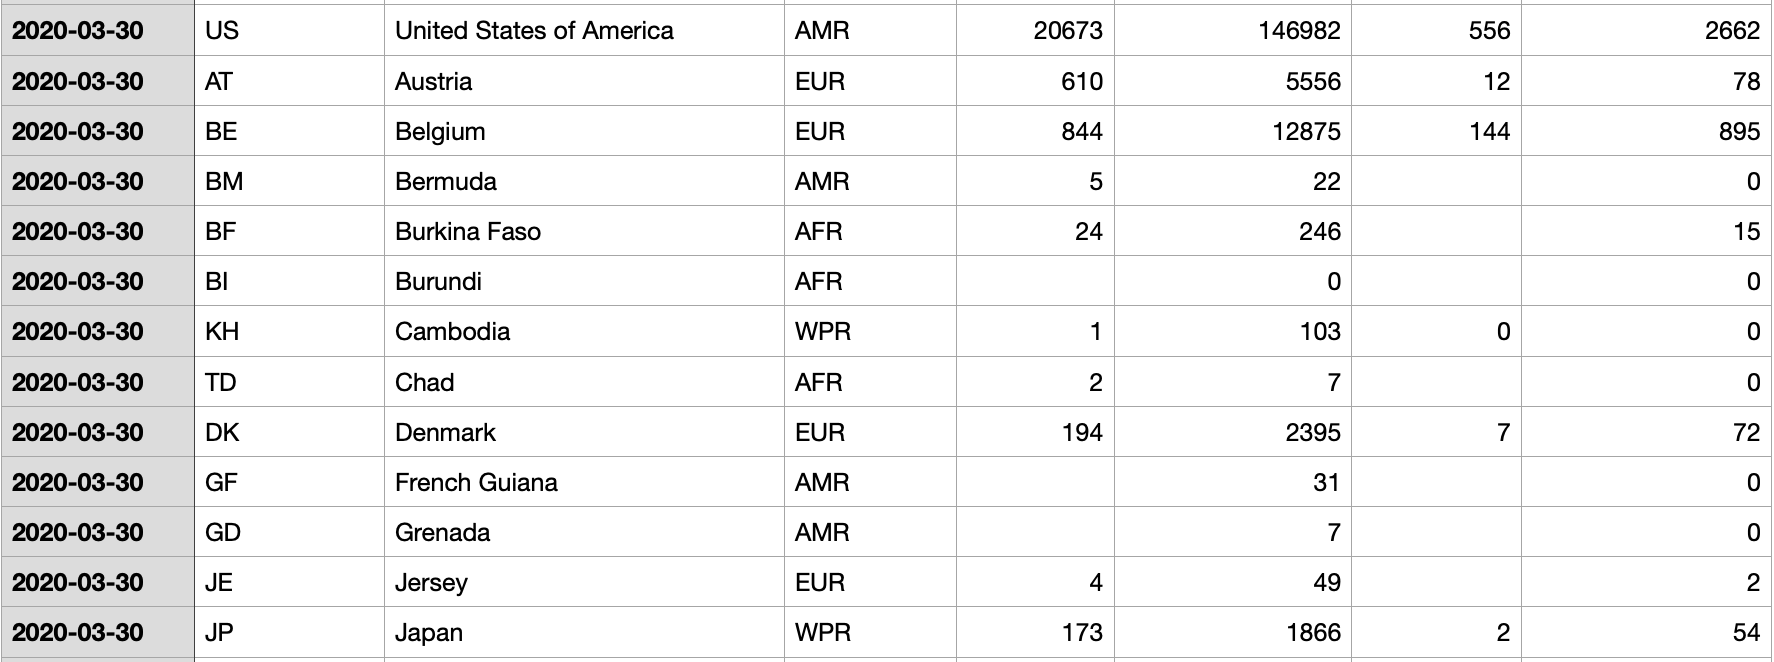 2020-03-30 US United States of America AMR 20673 146982 556 2662
2020-03-30 AT Austria EUR 610 5556 12 78
2020-03-30 BE Belgium EUR 844 12875 144 895
2020-03-30 BM Bermuda AMR 5 22 0
2020-03-30 BF Burkina Faso AFR 24 246 15
2020-03-30 BI Burundi AFR 0 0
2020-03-30 KH Cambodia WPR 1 103 0 0
2020-03-30 TD Chad AFR 2 7 0
2020-03-30 DK Denmark EUR 194 2395 7 72
2020-03-30 GF French Guiana AMR 31 0
2020-03-30 GD Grenada AMR 7 0
2020-03-30 JE Jersey EUR 4 49 2
2020-03-30 JP Japan WPR 173 1866 2 54